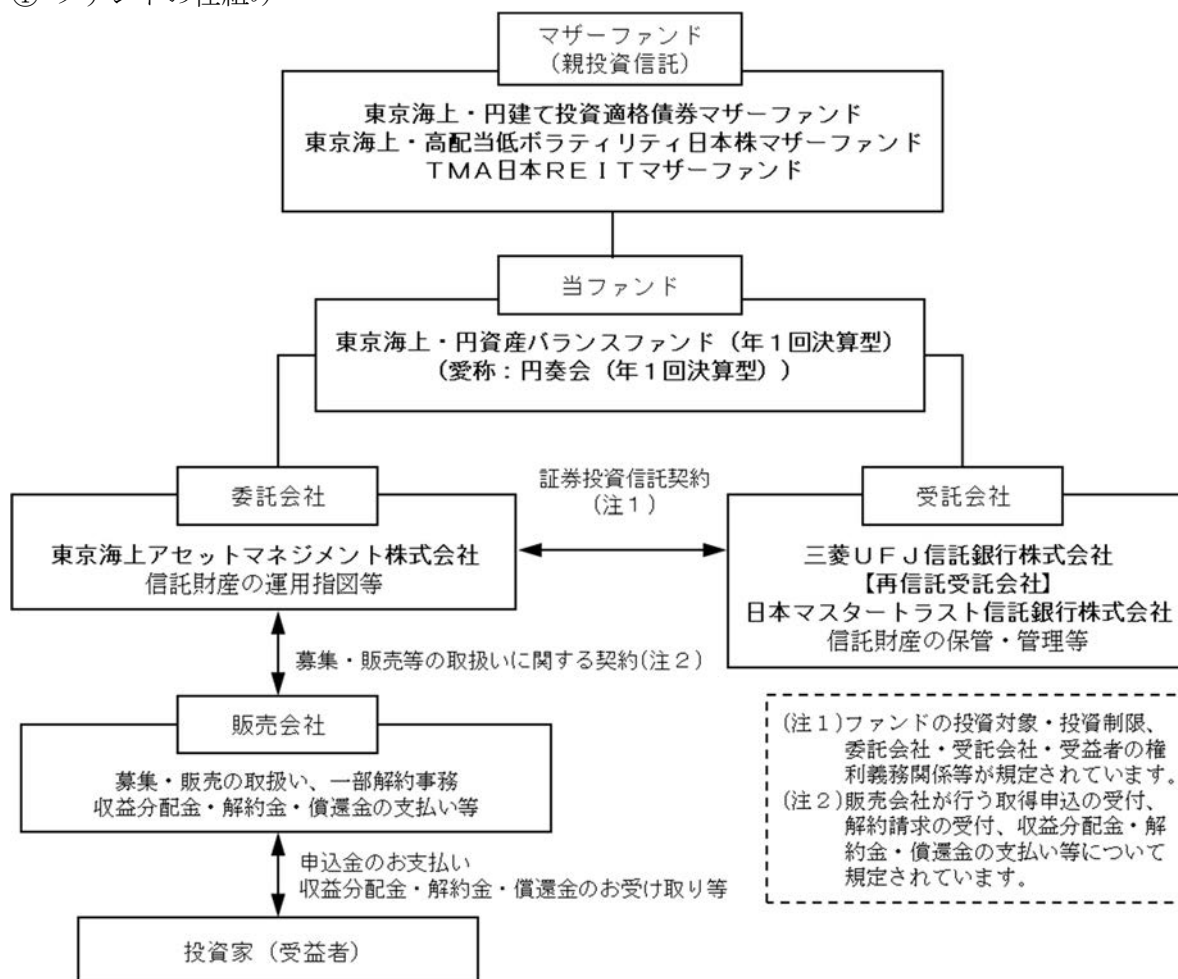 ① ファンドの仕組み
マザーファンド
(親投資信託)
東京海上・円建て投資適格債券マザーファンド
東京海上・高配当低ボラティリティ日本株マザーファンド
TMA日本REITマザーファンド
当ファンド
東京海上・円資産バランスファンド(年1回決算型)
(愛称:円奏会(年1回決算型))
委託会社
東京海上アセットマネジメント株式会社
信託財産の運用指図等
証券投資信託契約
(注1)
受託会社
三菱UFJ信託銀行株式会社
【再信託受託会社】
日本マスタートラスト信託銀行株式会社
信託財産の保管・管理等
募集・販売等の取扱いに関する契約(注2)
販売会社
募集・販売の取扱い、一部解約事務
収益分配金・解約金・償還金の支払い等
申込金のお支払い
収益分配金・解約金・償還金のお受け取り等
投資家(受益者)
(注1)ファンドの投資対象・投資制限、
委託会社・受託会社・受益者の権
利義務関係等が規定されています。
(注2)販売会社が行う取得申込の受付、
解約請求の受付、収益分配金・解
約金・償還金の支払い等について
規定されています。